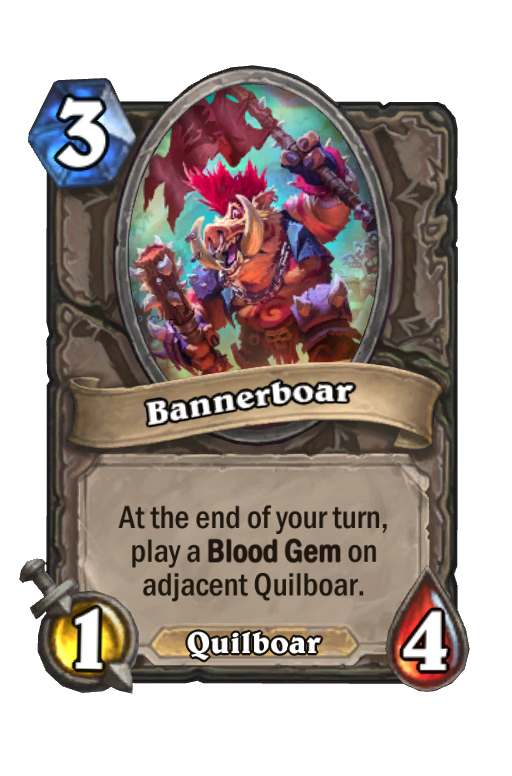 3
Bannerboar
At the end of your turn,
play a Blood Gem on
adjacent Quilboar.
1
Quilboar
4